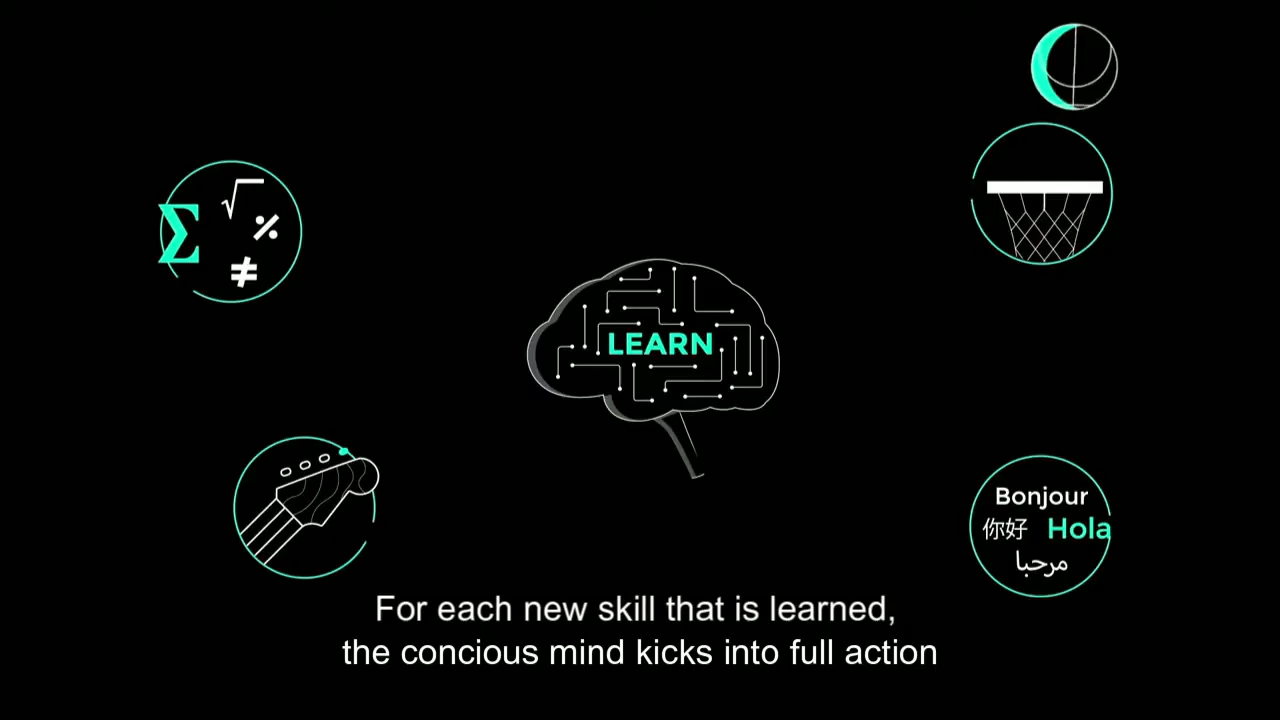 Σ √ %
≠
LEARN
Bonjour
你好 Hola
مرحبا
For each new skill that is learned,
the concious mind kicks into full action